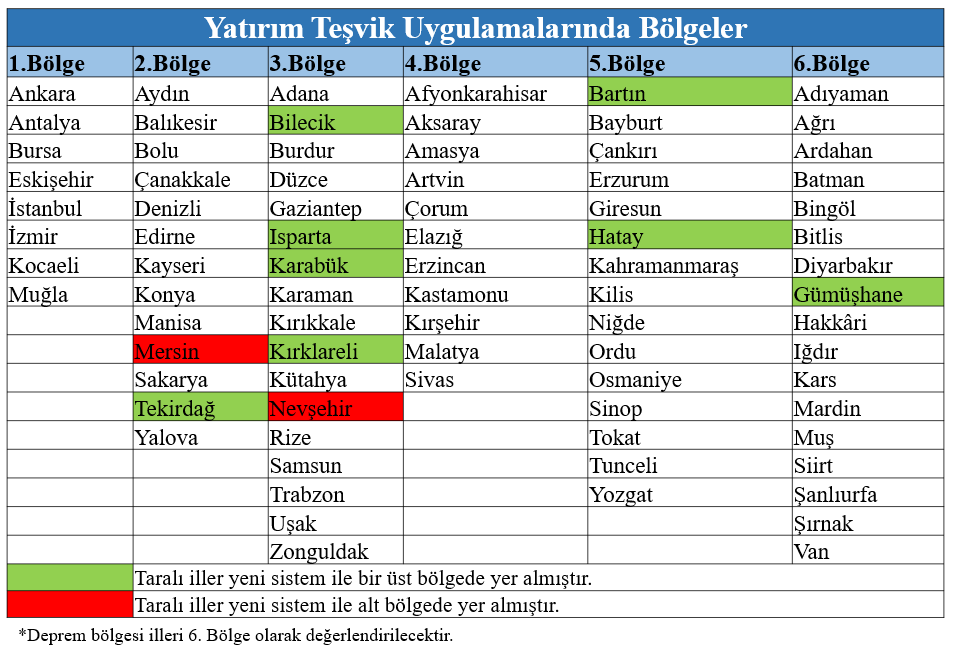 Yatırım Teşvik Uygulamalarında Bölgeler
1.Bölge 2.Bölge 3.Bölge 4.Bölge 5.Bölge 6.Bölge
Ankara Aydın Adana Afyonkarahisar Bartın Adıyaman
Antalya Balıkesir Bilecik Aksaray Bayburt Ağrı
Bursa Bolu Burdur Amasya Çankırı Ardahan
Eskişehir Çanakkale Düzce Artvin Erzurum Batman
İstanbul Denizli Gaziantep Çorum Giresun Bingöl
İzmir Edirne Isparta Elazığ Hatay Bitlis
Kocaeli Kayseri Karabük Erzincan Kahramanmaraş Diyarbakır
Muğla Konya Karaman Kastamonu Kilis Gümüşhane
Manisa Kırıkkale Kırşehir Niğde Hakkâri
Mersin Kırklareli Malatya Ordu Iğdır
Sakarya Kütahya Sivas Osmaniye Kars
Tekirdağ Nevşehir Sinop Mardin
Yalova Rize Tokat Muş
Samsun Tunceli Siirt
Trabzon Yozgat Şanlıurfa
Uşak Şırnak
Zonguldak Van
Taralı iller yeni sistem ile bir üst bölgede yer almıştır.
Taralı iller yeni sistem ile alt bölgede yer almıştır.
*Deprem bölgesi illeri 6. Bölge olarak değerlendirilecektir.